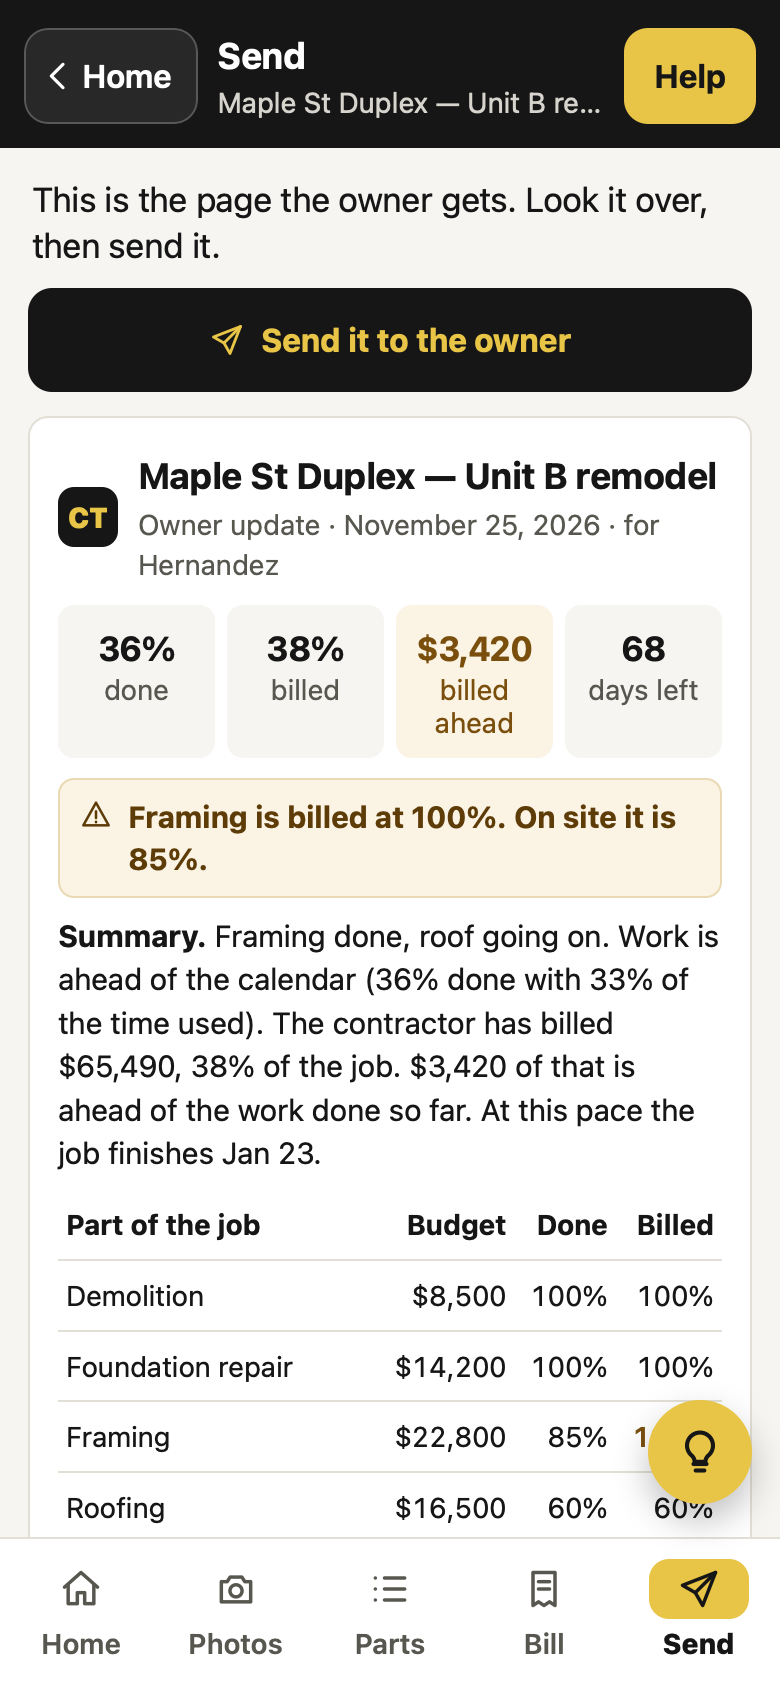 Home
Send
Maple St Duplex — Unit B re...
Help
This is the page the owner gets. Look it over,
then send it.
Send it to the owner
CT
Maple St Duplex — Unit B remodel
Owner update · November 25, 2026 · for
Hernandez
36%
done
38%
billed
$3,420
billed
ahead
68
days left
Framing is billed at 100%. On site it is
85%.
Summary. Framing done, roof going on. Work is
ahead of the calendar (36% done with 33% of
the time used). The contractor has billed
$65,490, 38% of the job. $3,420 of that is
ahead of the work done so far. At this pace the
job finishes Jan 23.
Part of the job Budget Done Billed
Demolition $8,500 100% 100%
Foundation repair $14,200 100% 100%
Framing $22,800 85%
Roofing $16,500 60% 60%
Home
Photos
Parts
Bill
Send